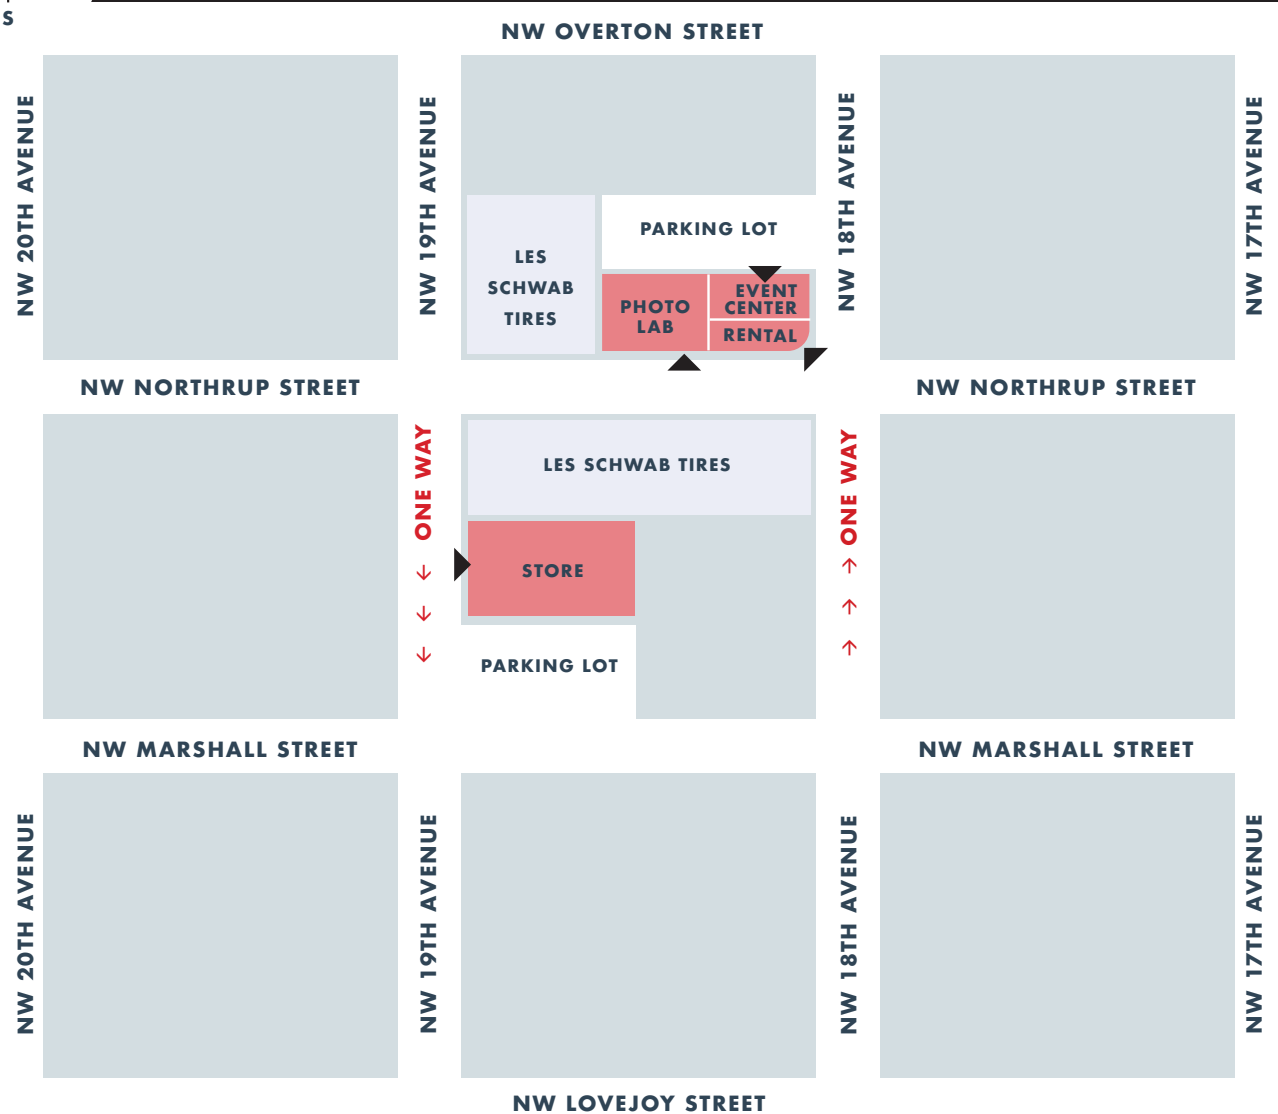 S
NW OVERTON STREET
NW 20TH AVENUE
NW 19TH AVENUE
NW 18TH AVENUE
NW 17TH AVENUE
PARKING LOT
LES
SCHWAB
TIRES
PHOTO
LAB
EVENT
CENTER
RENTAL
NW NORTHRUP STREET
NW NORTHRUP STREET
ONE WAY
LES SCHWAB TIRES
ONE WAY
STORE
PARKING LOT
NW MARSHALL STREET
NW MARSHALL STREET
NW 20TH AVENUE
NW 19TH AVENUE
NW 18TH AVENUE
NW 17TH AVENUE
NW LOVEJOY STREET